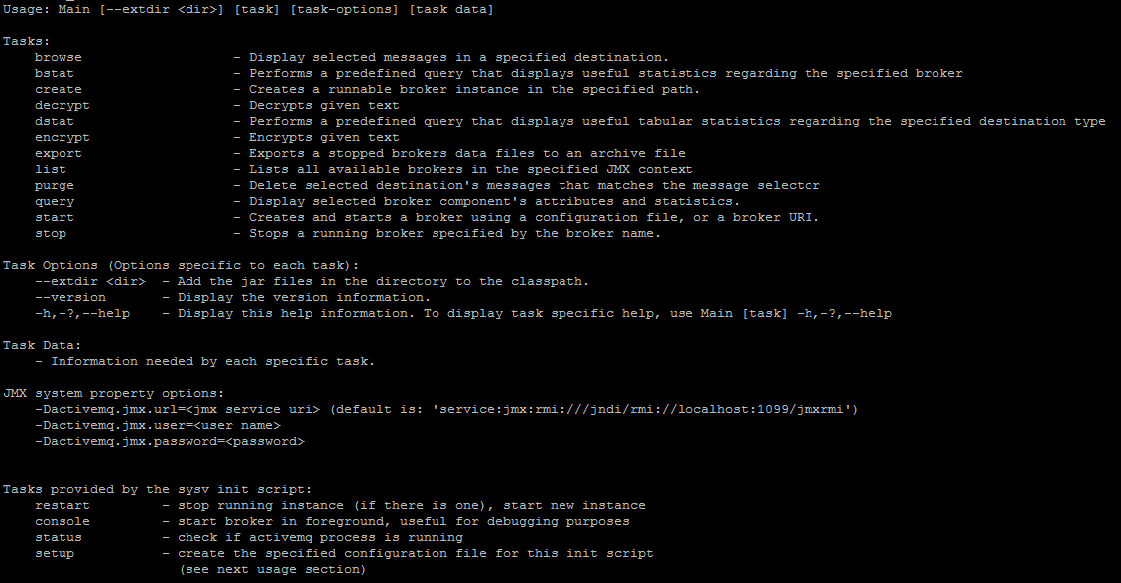 Usage: Main [--extdir <dir>] [task] [task-options] [task data]
Tasks:
browse - Display selected messages in a specified destination.
bstat - Performs a predefined query that displays useful statistics regarding the specified broker
create - Creates a runnable broker instance in the specified path.
decrypt - Decrypts given text
dstat - Performs a predefined query that displays useful tabular statistics regarding the specified destination type
encrypt - Encrypts given text
export - Exports a stopped brokers data files to an archive file
list - Lists all available brokers in the specified JMX context
purge - Delete selected destination's messages that matches the message selector
query - Display selected broker component's attributes and statistics.
start - Creates and starts a broker using a configuration file, or a broker URI.
stop - Stops a running broker specified by the broker name.
Task Options (Options specific to each task):
--extdir <dir> - Add the jar files in the directory to the classpath.
--version - Display the version information.
-h,-?,--help - Display this help information. To display task specific help, use Main [task] -h,-?,--help
Task Data:
- Information needed by each specific task.
JMX system property options:
-Dactivemq.jmx.url=<jmx service uri> (default is: 'service:jmx:rmi:///jndi/rmi://localhost:1099/jmxrmi')
-Dactivemq.jmx.user=<user name>
-Dactivemq.jmx.password=<password>
Tasks provided by the sysv init script:
restart - stop running instance (if there is one), start new instance
console - start broker in foreground, useful for debugging purposes
status - check if activemq process is running
setup - create the specified configuration file for this init script
(see next usage section)